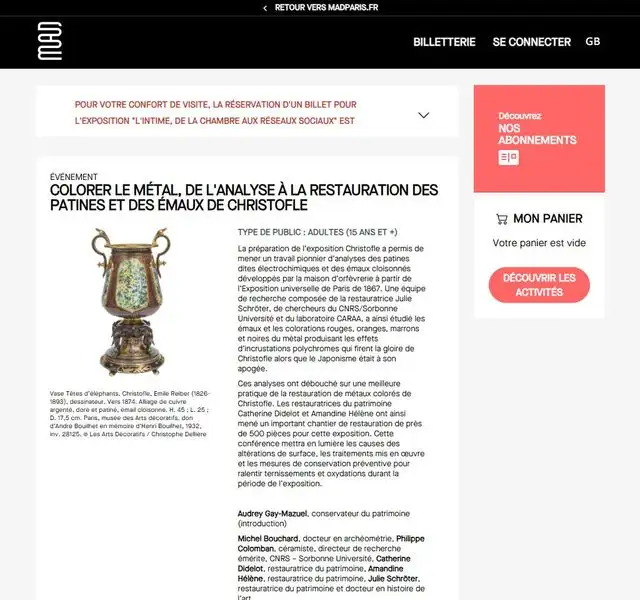 RETOUR VERS MADPARIS.FR
MAD
BILLETTERIE
SE CONNECTER
GB
POUR VOTRE CONFORT DE VISITE, LA RÉSERVATION D'UN BILLET POUR
L'EXPOSITION "L'INTIME, DE LA CHAMBRE AUX RÉSEAUX SOCIAUX" EST
Découvrez
NOS
ABONNEMENTS
ÉVÉNEMENT
COLORER LE MÉTAL, DE L'ANALYSE À LA RESTAURATION DES
PATINES ET DES ÉMAUX DE CHRISTOFLE
Vase Têtes d'éléphants, Christofle, Emile Reiber (1826-
1893), dessinateur. Vers 1874. Alliage de cuivre
argenté, doré et patiné, émail cloisonné. H. 45 ; L. 25 ;
D. 17,5 cm. Paris, musée des Arts décoratifs, don
d'André Bouilhet en mémoire d'Henri Bouilhet, 1932,
inv. 28125. © Les Arts Décoratifs / Christophe Dellière
TYPE DE PUBLIC : ADULTES (15 ANS ET +)
La préparation de l'exposition Christofle a permis de
mener un travail pionnier d'analyses des patines
dites électrochimiques et des émaux cloisonnés
développés par la maison d'orfèvrerie à partir de
l'Exposition universelle de Paris de 1867. Une équipe
de recherche composée de la restauratrice Julie
Schröter, de chercheurs du CNRS/Sorbonne
Université et du laboratoire CARAA, a ainsi étudié les
émaux et les colorations rouges, oranges, marrons
et noires du métal produisant les effets
d'incrustations polychromes qui firent la gloire de
Christofle alors que le Japonisme était à son
apogée.
Ces analyses ont débouché sur une meilleure
pratique de la restauration de métaux colorés de
Christofle. Les restauratrices du patrimoine
Catherine Didelot et Amandine Hélène ont ainsi
mené un important chantier de restauration de près
de 500 pièces pour cette exposition. Cette
conférence mettra en lumière les causes des
altérations de surface, les traitements mis en œuvre
et les mesures de conservation préventive pour
ralentir ternissements et oxydations durant la
période de l'exposition.
Audrey Gay-Mazuel, conservateur du patrimoine
(introduction)
Michel Bouchard, docteur en archéométrie, Philippe
Colomban, céramiste, directeur de recherche
émérite, CNRS – Sorbonne Université, Catherine
Didelot, restauratrice du patrimoine, Amandine
Hélène, restauratrice du patrimoine, Julie Schröter,
restauratrice du patrimoine et docteur en histoire de
l'art
MON PANIER
Votre panier est vide
DÉCOUVRIR LES
ACTIVITÉS